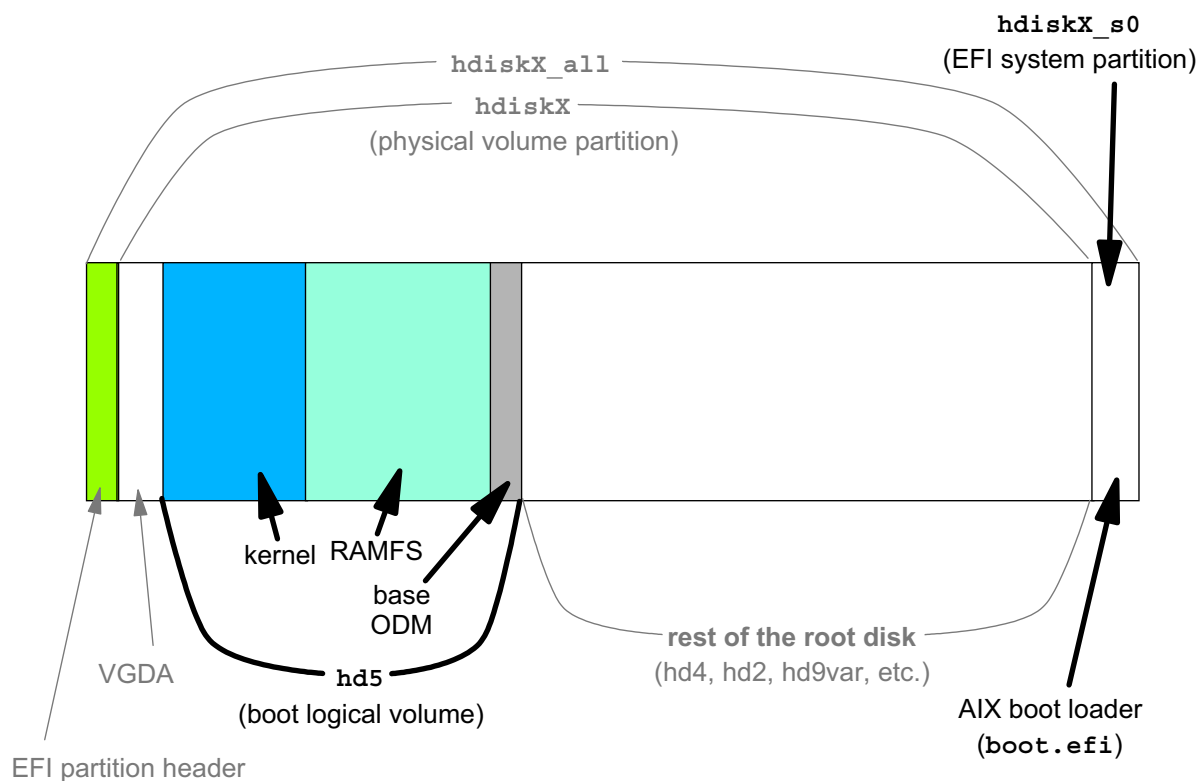 hdiskX_s0
(EFI system partition)
hdiskX_all
hdiskX
(physical volume partition)
kernel
RAMFS
base
ODM
VGDA
hd5
(boot logical volume)
rest of the root disk
(hd4, hd2, hd9var, etc.)
AIX boot loader
(boot.efi)
EFI partition header